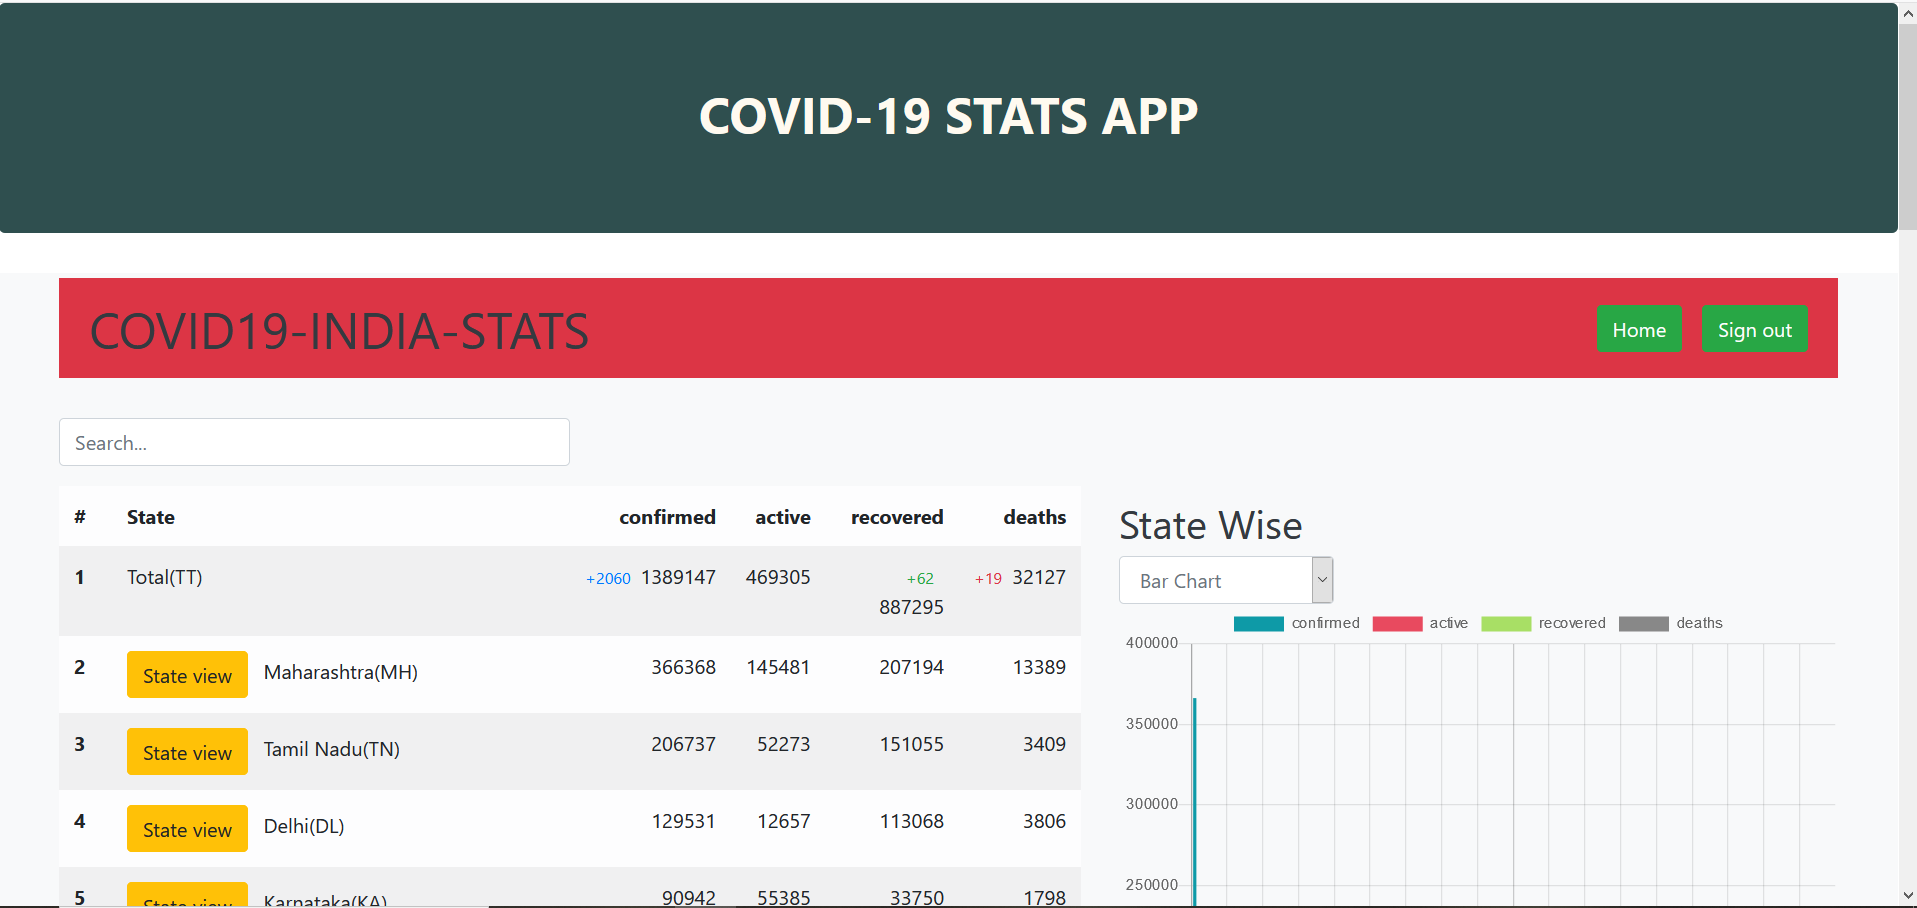 COVID-19 STATS APP
COVID19-INDIA-STATS Home Sign out
Search...
# State confirmed active recovered deaths
1 Total(TT) +2060 1389147 469305 +62 887295 +19 32127
2 State view Maharashtra(MH) 366368 145481 207194 13389
3 State view Tamil Nadu(TN) 206737 52273 151055 3409
4 State view Delhi(DL) 129531 12657 113068 3806
5 State view Karnataka(KA) 90942 55385 33750 1798
State Wise
Bar Chart
confirmed active recovered deaths
400000
350000
300000
250000